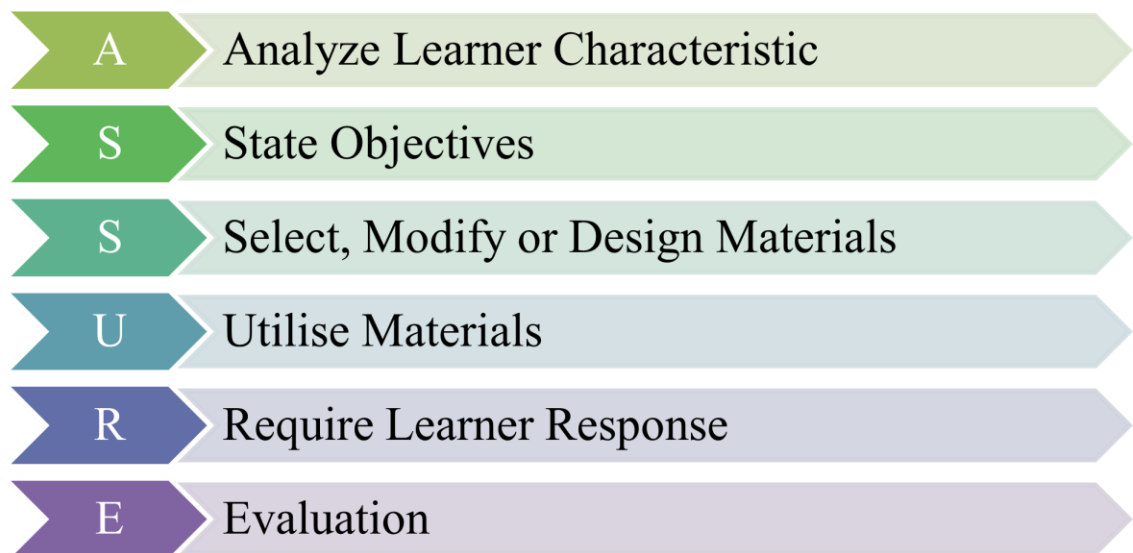 A Analyze Learner Characteristic
S State Objectives
S Select, Modify or Design Materials
U Utilise Materials
R Require Learner Response
E Evaluation